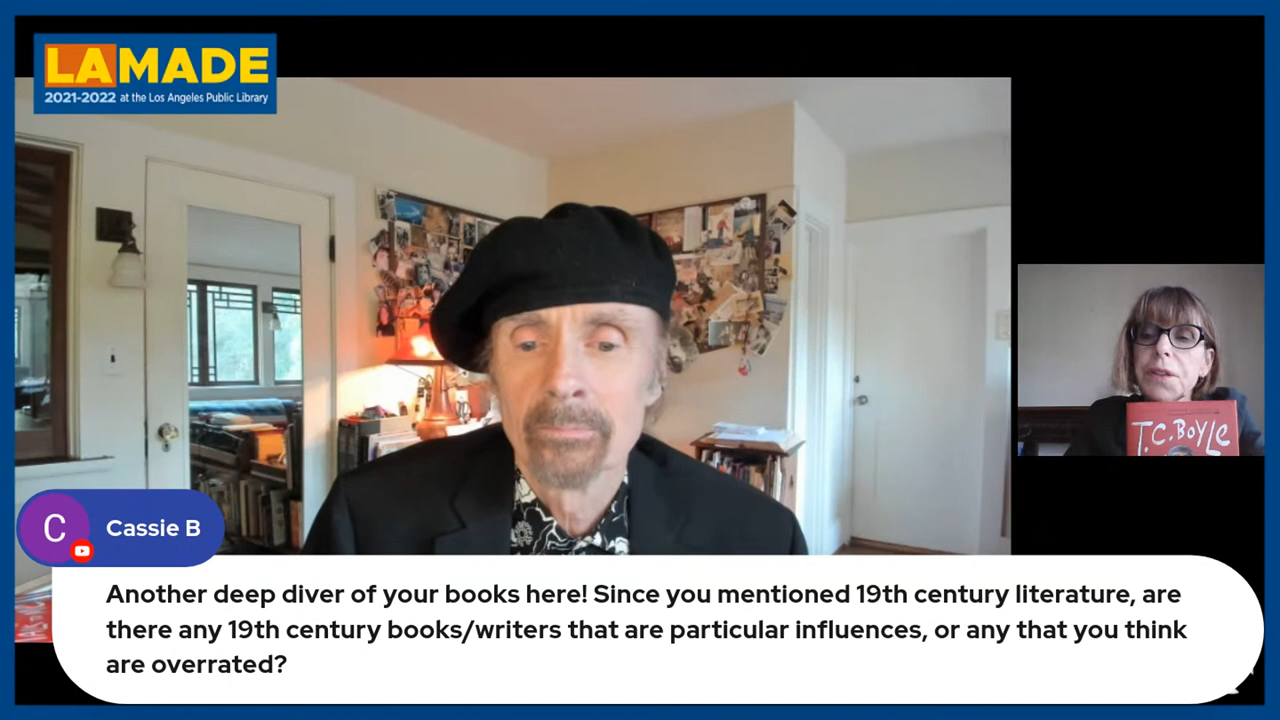 LAMADE
2021-2022 at the Los Angeles Public Library
T.C. BOYLE
C
Cassie B
Another deep diver of your books here! Since you mentioned 19th century literature, are
there any 19th century books/writers that are particular influences, or any that you think
are overrated?